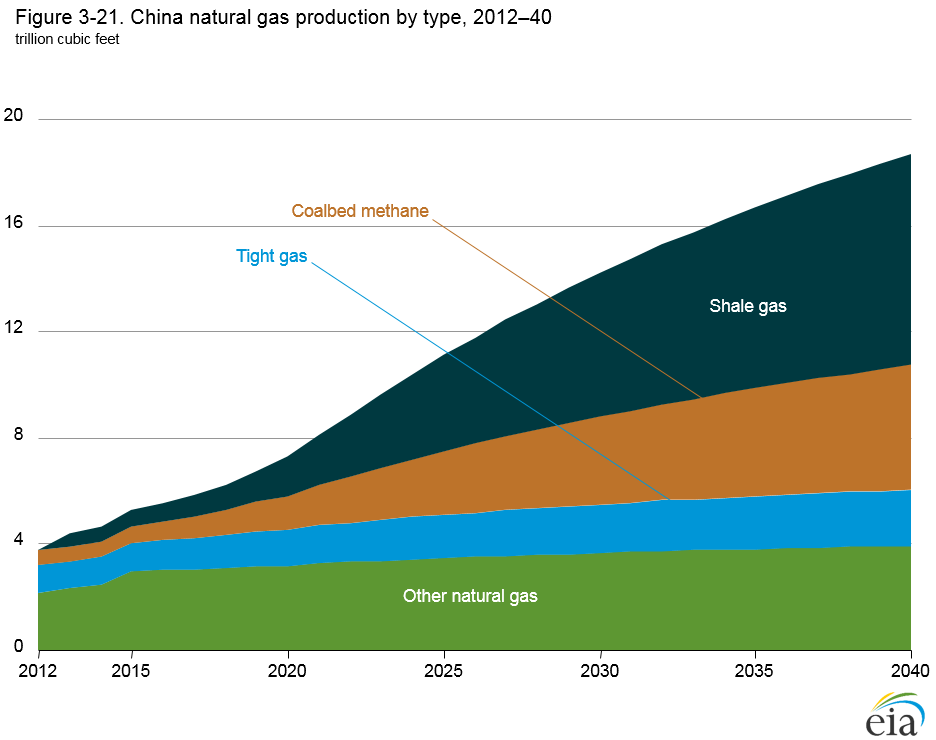 Figure 3-21. China natural gas production by type, 2012–40
trillion cubic feet
20
Coalbed methane
16
Tight gas
Shale gas
12
8
4
Other natural gas
0
2012 2015 2020 2025 2030 2035 2040
eia